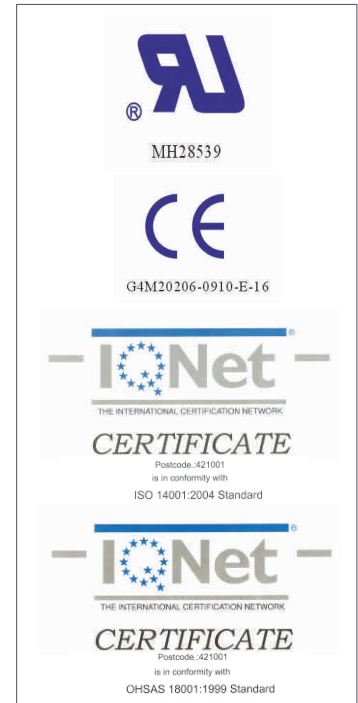 ®
MH28539
CE
G4M20206-0910-E-16
®
IQNet
THE INTERNATIONAL CERTIFICATION NETWORK
CERTIFICATE
Postcode.:421001
is in conformity with
ISO 14001:2004 Standard
®
IQNet
THE INTERNATIONAL CERTIFICATION NETWORK
CERTIFICATE
Postcode.:421001
is in conformity with
OHSAS 18001:1999 Standard